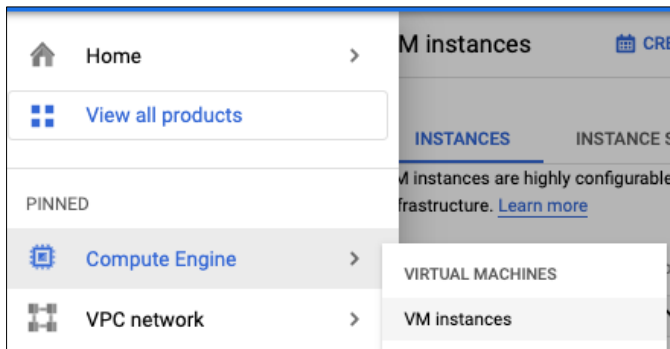 Home
View all products
PINNED
Compute Engine
VPC network
M instances
CRE
INSTANCES
INSTANCE S
M instances are highly configurable
frastructure. Learn more
VIRTUAL MACHINES
VM instances